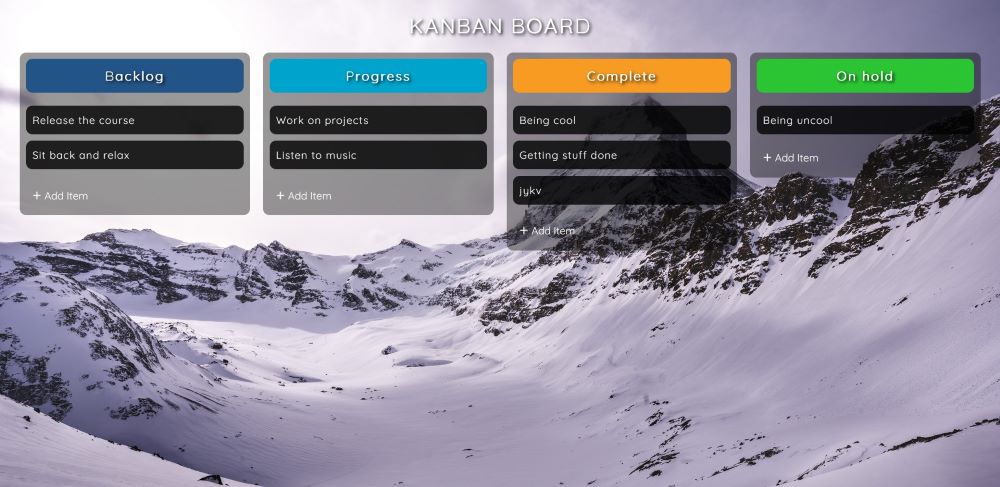 KANBAN BOARD
Backlog
Release the course
Sit back and relax
+ Add Item
Progress
Work on projects
Listen to music
+ Add Item
Complete
Being cool
Getting stuff done
jykv
+ Add Item
On hold
Being uncool
+ Add Item